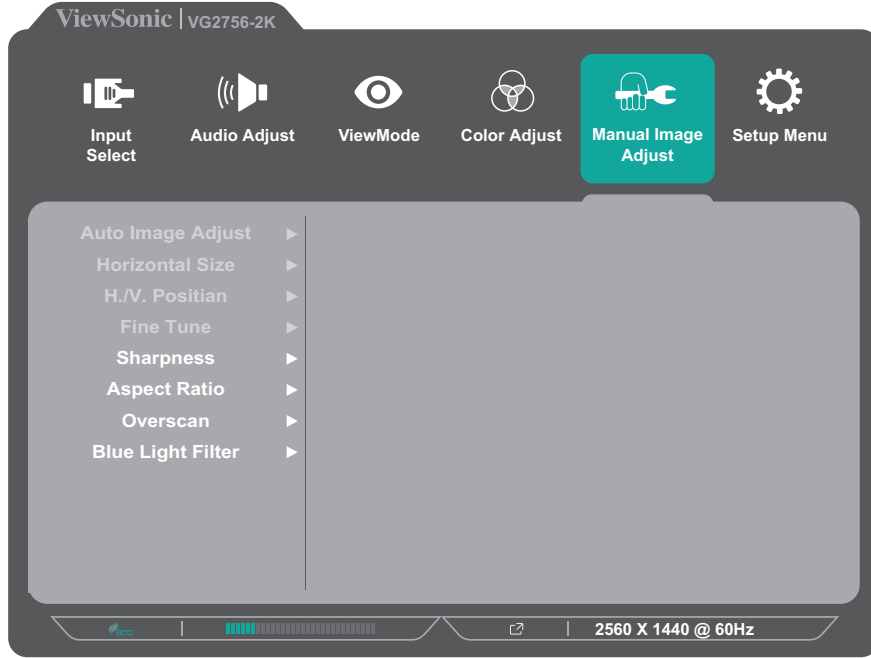 ViewSonic VG2756-2K
Input
Select
Audio Adjust
ViewMode
Color Adjust
Manual Image
Adjust
Setup Menu
Auto Image Adjust
Horizontal Size
H./V. Positian
Fine Tune
Sharpness
Aspect Ratio
Overscan
Blue Light Filter
eco
2560 X 1440 @ 60Hz